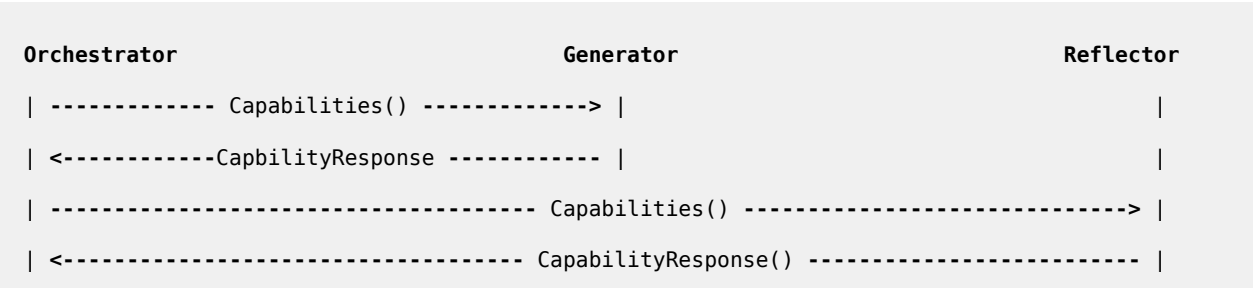 Orchestrator Generator Reflector
| ------------- Capabilities() -------------> | |
| <------------CapbilityResponse ------------ | |
| -------------------------------------- Capabilities() ------------------------------> |
| <------------------------------------ CapabilityResponse() -------------------------- |